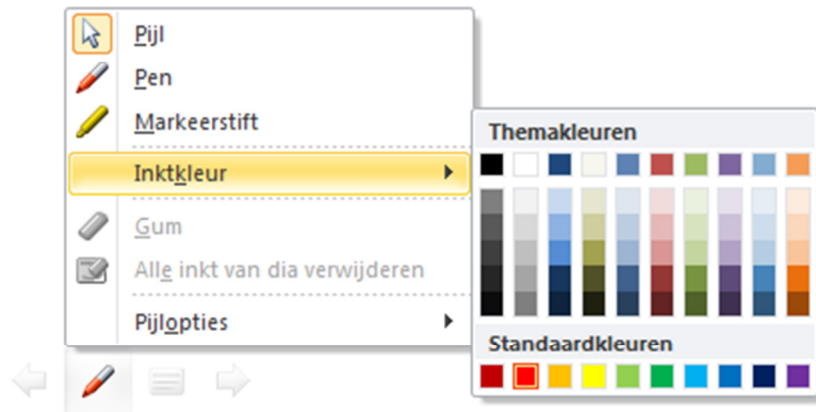 Pijl
Pen
Markeerstift
Inktkleur
Gum
Alle inkt van dia verwijderen
Pijlopties
Themakleuren
Standaardkleuren